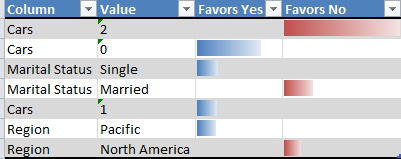 Column Value Favors Yes Favors No
Cars 2
Cars 0
Marital Status Single
Marital Status Married
Cars 1
Region Pacific
Region North America